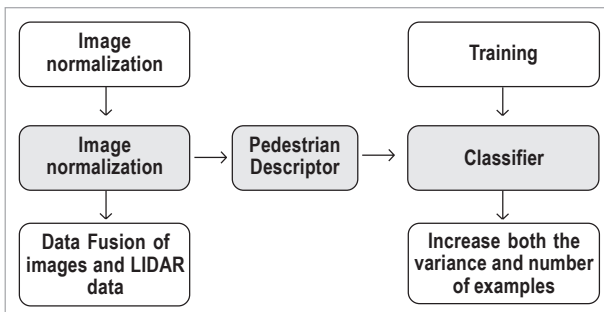 Image
normalization
Training
Image
normalization
Pedestrian
Descriptor
Classifier
Data Fusion of
images and LIDAR
data
Increase both the
variance and number
of examples